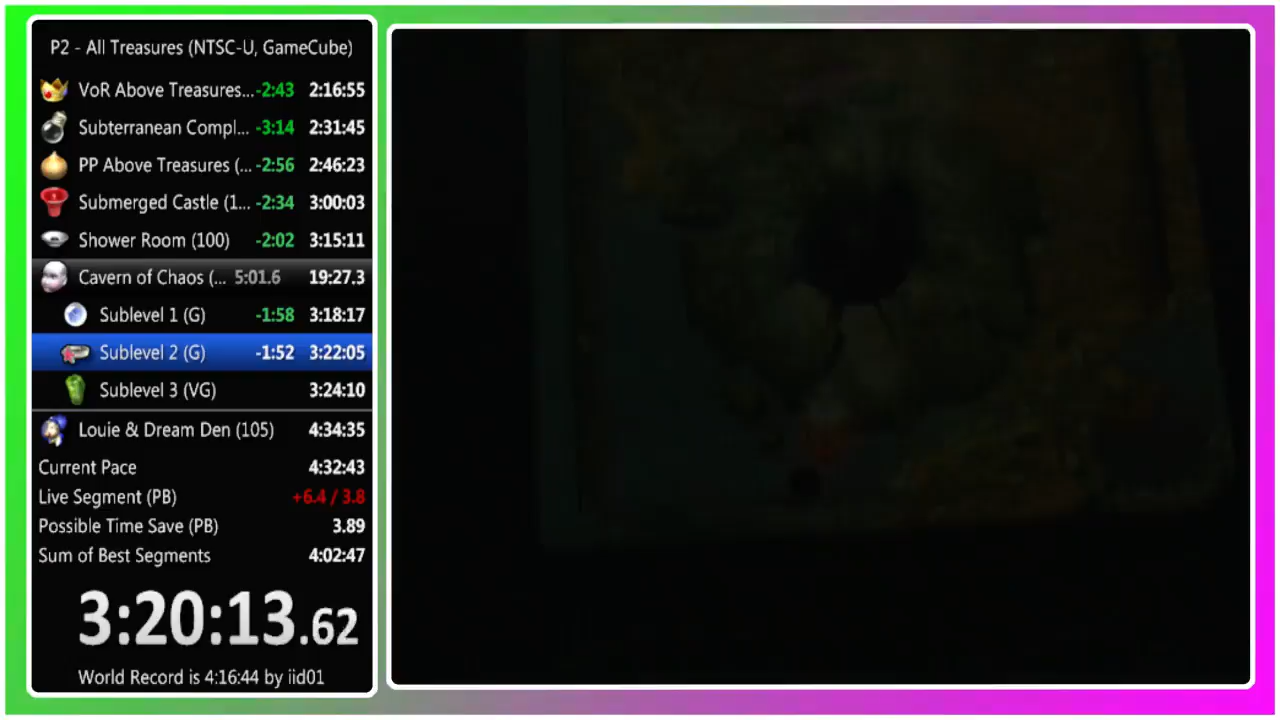 P2 - All Treasures (NTSC-U, GameCube)
VoR Above Treasures... -2:43 2:16:55
Subterranean Compl... -3:14 2:31:45
PP Above Treasures (... -2:56 2:46:23
Submerged Castle (1... -2:34 3:00:03
Shower Room (100) -2:02 3:15:11
Cavern of Chaos (... 5:01.6 19:27.3
Sublevel 1 (G) -1:58 3:18:17
Sublevel 2 (G) -1:52 3:22:05
Sublevel 3 (VG) 3:24:10
Louie & Dream Den (105) 4:34:35
Current Pace 4:32:43
Live Segment (PB) +6.4 / 3.8
Possible Time Save (PB) 3.89
Sum of Best Segments 4:02:47
3:20:13.62
World Record is 4:16:44 by iid01